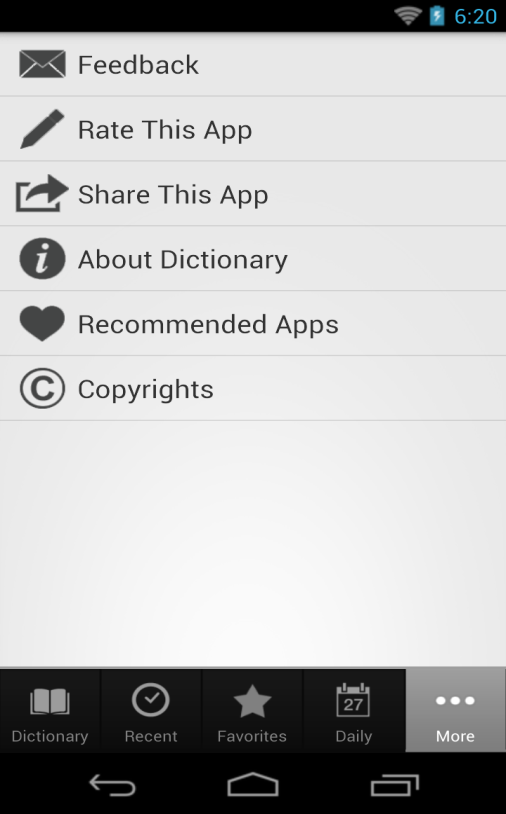 6:20
Feedback
Rate This App
Share This App
About Dictionary
Recommended Apps
Copyrights
27
Dictionary Recent Favorites Daily More